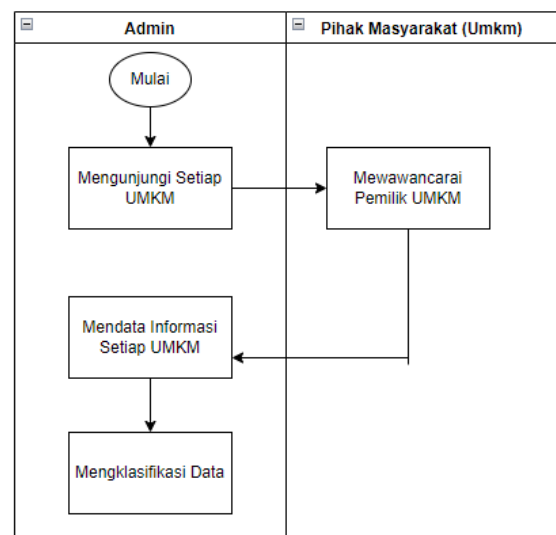 Admin
Pihak Masyarakat (Umkm)
Mulai
Mengunjungi Setiap
UMKM
Mewawancarai
Pemilik UMKM
Mendata Informasi
Setiap UMKM
Mengklasifikasi Data